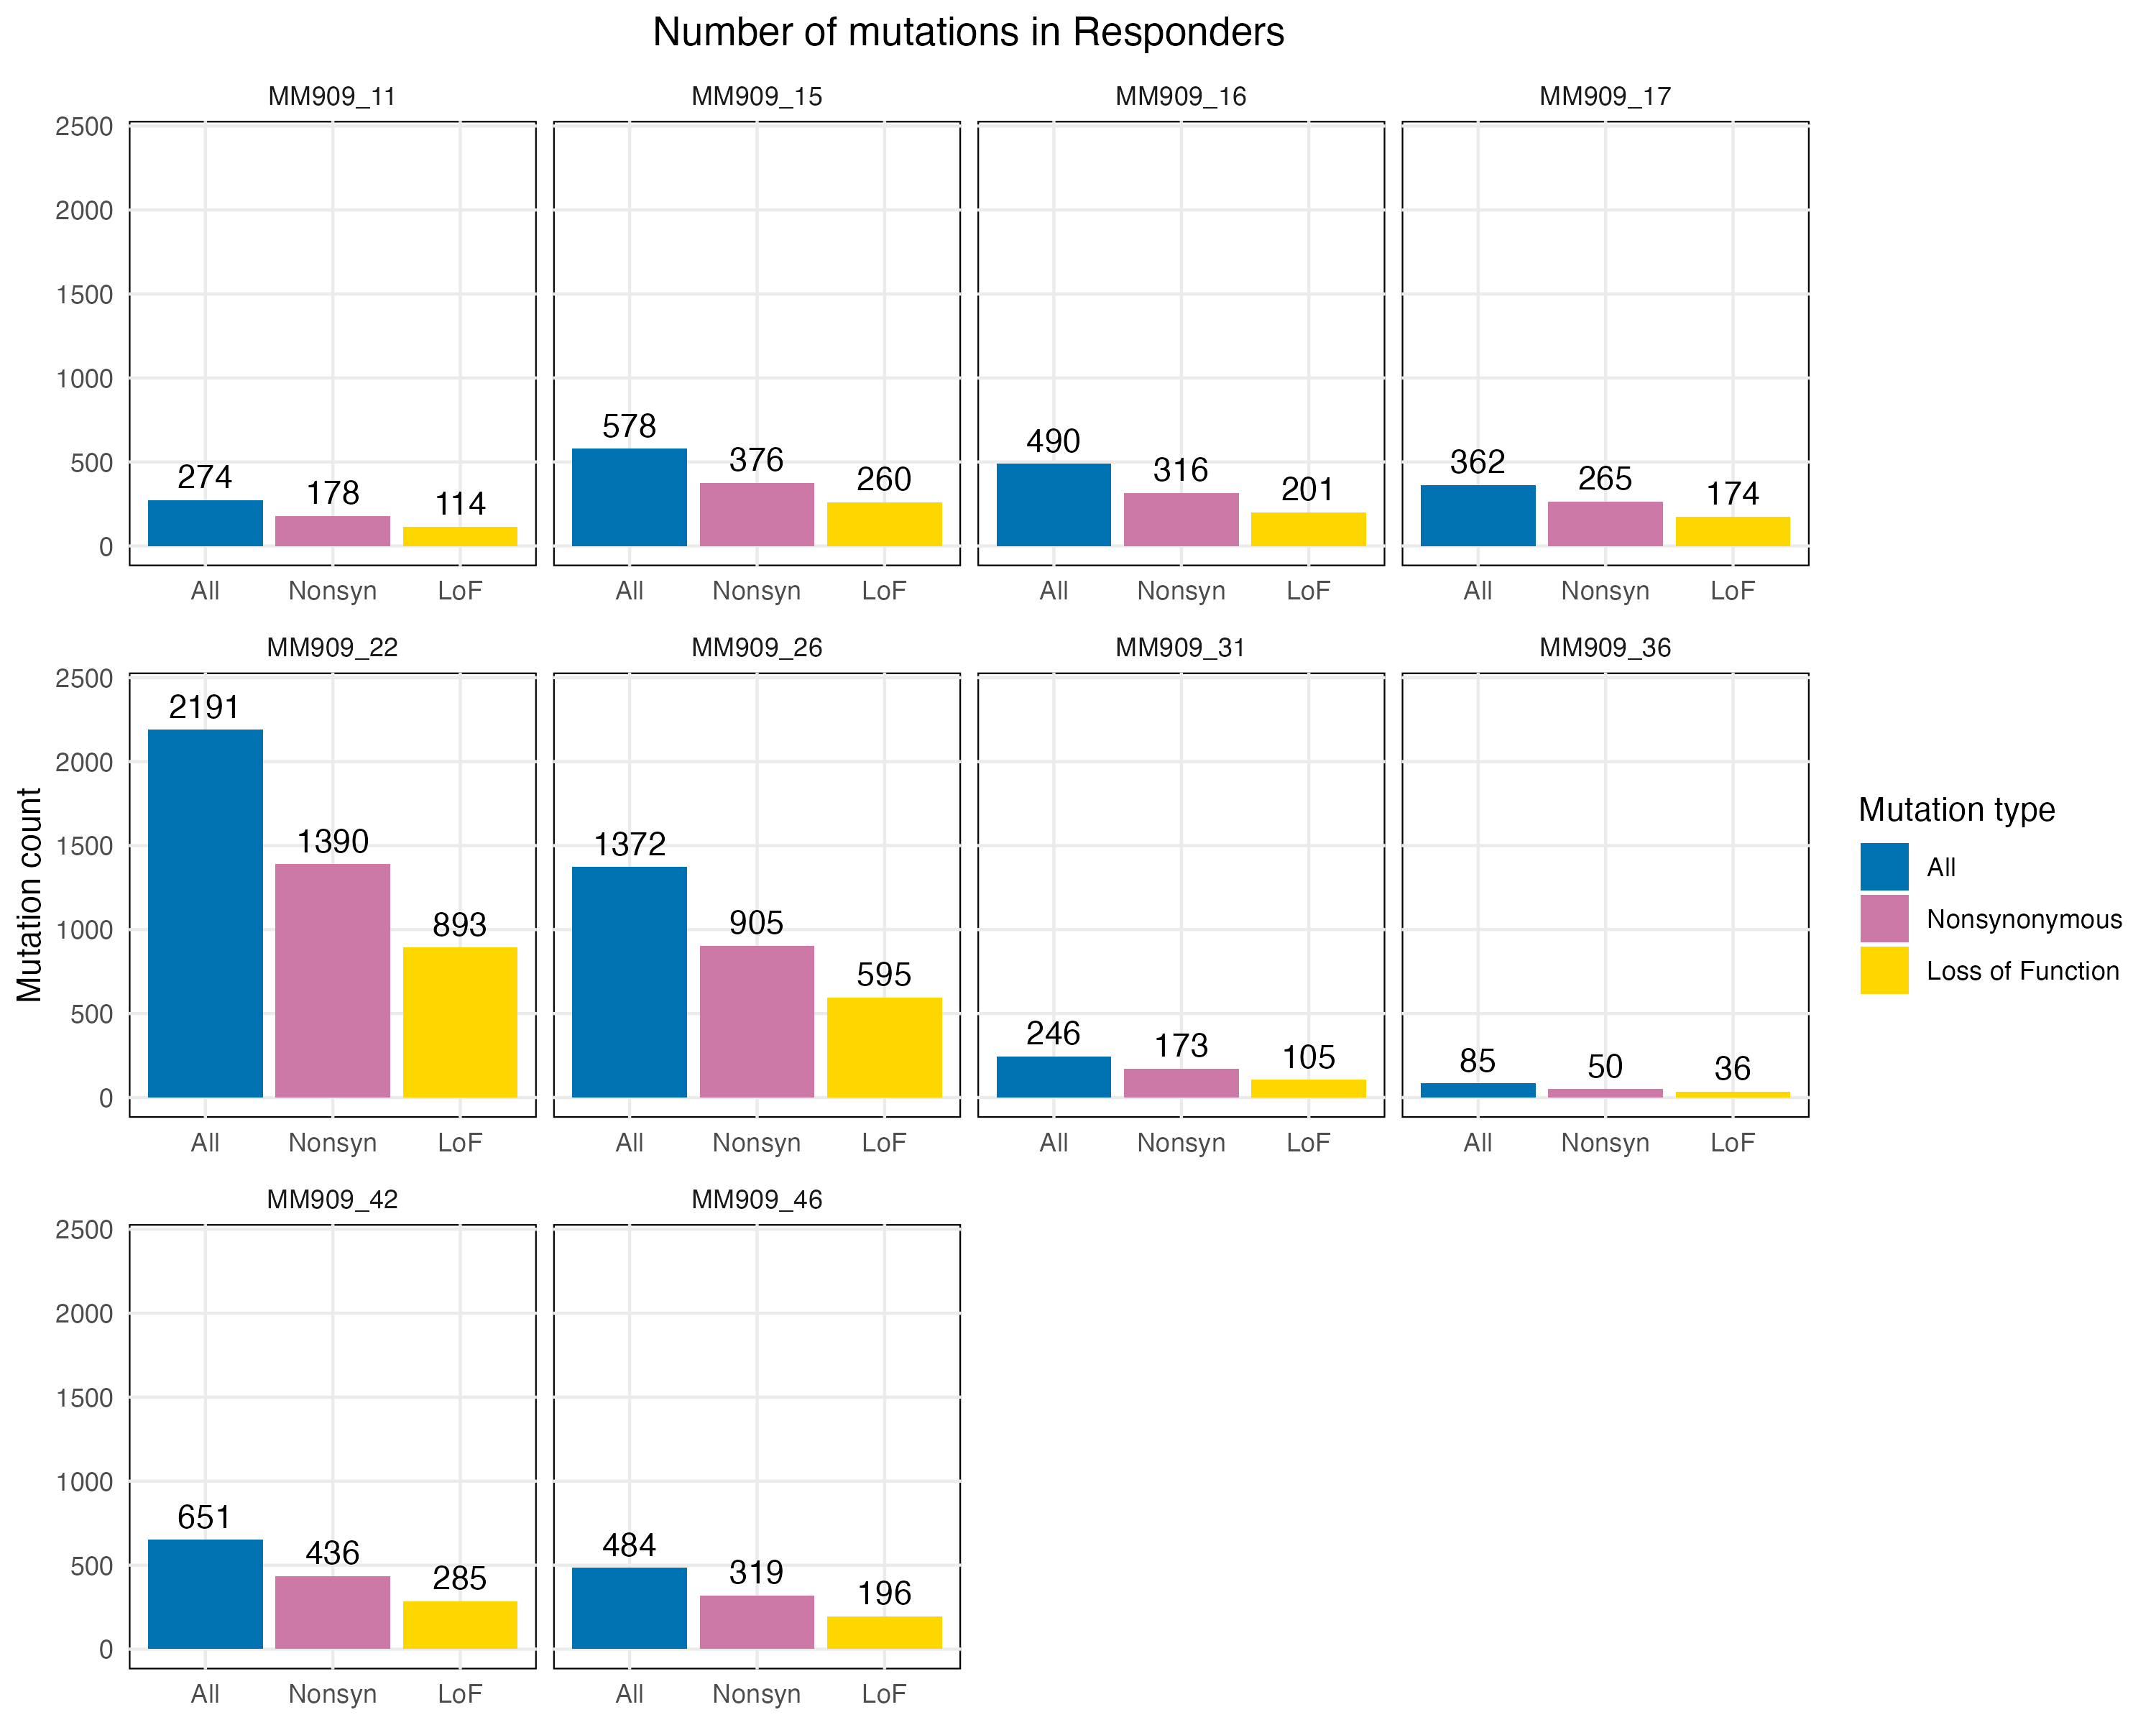 Number of mutations in Responders
MM909_11 MM909_15 MM909_16 MM909_17
2500
2000
1500
1000
500
0
274 178 114
578 376 260
490 316 201
362 265 174
All Nonsyn LoF All Nonsyn LoF All Nonsyn LoF All Nonsyn LoF
MM909_22 MM909_26 MM909_31 MM909_36
2500
2000
1500
1000
500
0
2191 1390 893
1372 905 595
246 173 105
85 50 36
All Nonsyn LoF All Nonsyn LoF All Nonsyn LoF All Nonsyn LoF
MM909_42 MM909_46
2500
2000
1500
1000
500
0
651 436 285
484 319 196
All Nonsyn LoF All Nonsyn LoF
Mutation count
Mutation type
All
Nonsynonymous
Loss of Function